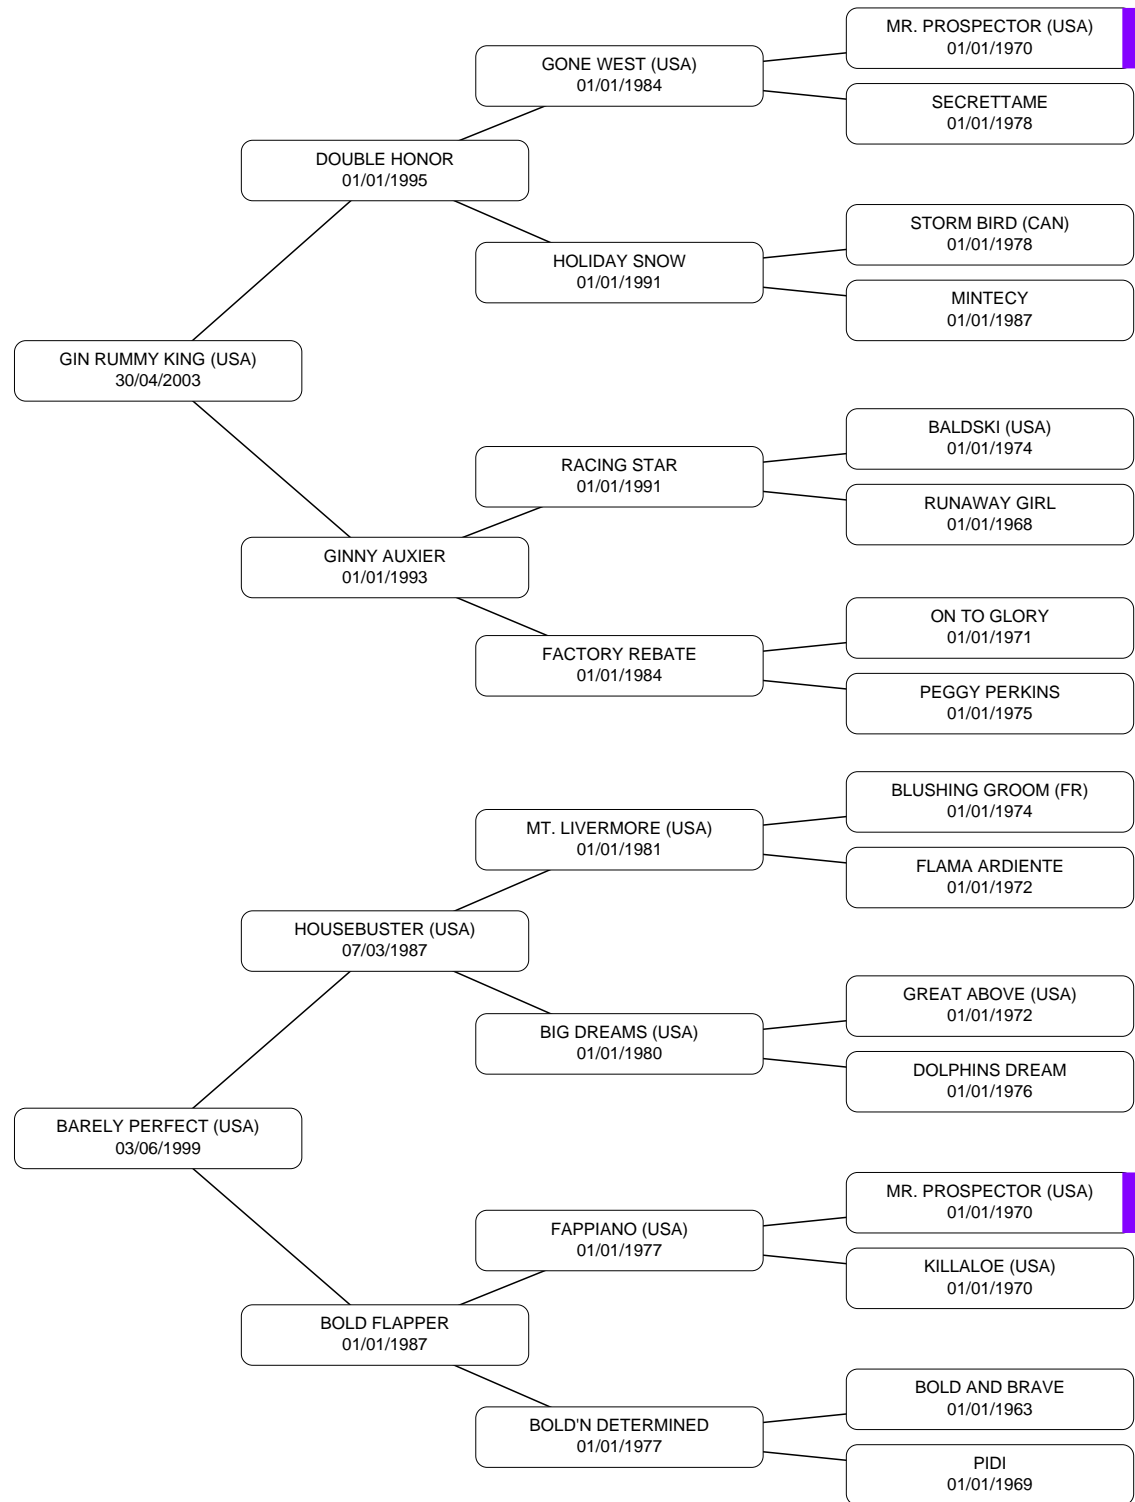 MR. PROSPECTOR (USA)
01/01/1970
GONE WEST (USA)
01/01/1984
SECRETTAME
01/01/1978
DOUBLE HONOR
01/01/1995
STORM BIRD (CAN)
01/01/1978
HOLIDAY SNOW
01/01/1991
MINTECY
01/01/1987
GIN RUMMY KING (USA)
30/04/2003
BALDSKI (USA)
01/01/1974
RACING STAR
01/01/1991
RUNAWAY GIRL
01/01/1968
GINNY AUXIER
01/01/1993
ON TO GLORY
01/01/1971
FACTORY REBATE
01/01/1984
PEGGY PERKINS
01/01/1975
BLUSHING GROOM (FR)
01/01/1974
MT. LIVERMORE (USA)
01/01/1981
FLAMA ARDIENTE
01/01/1972
HOUSEBUSTER (USA)
07/03/1987
GREAT ABOVE (USA)
01/01/1972
BIG DREAMS (USA)
01/01/1980
DOLPHINS DREAM
01/01/1976
BARELY PERFECT (USA)
03/06/1999
MR. PROSPECTOR (USA)
01/01/1970
FAPPIANO (USA)
01/01/1977
KILLALOE (USA)
01/01/1970
BOLD FLAPPER
01/01/1987
BOLD AND BRAVE
01/01/1963
BOLD'N DETERMINED
01/01/1977
PIDI
01/01/1969